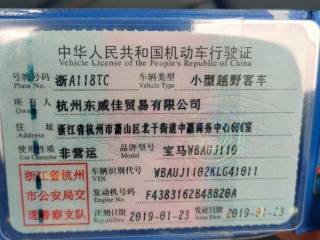 中华人民共和国机动车行驶证
Vehicle License of the People's Republic of China
号牌号码 浙A118TC 车辆类型 小型越野客车
Plate No. Vehicle Type
所有人 杭州东威佳贸易有限公司
Owner
住址 浙江省杭州市萧山区北干街道中赢商务中心606室
Address
使用性质 非营运 品牌型号 宝马WBAUJ110
Use Character Model
浙江省杭州 车辆识别代号 WBAUJ1102KLG41011
VIN
市公安局交 发动机号码 F4383162B48B20A
Engine No.
通警察支队 注册日期 2019-01-23 发证日期 2019-01-23
Register Date Issue Date